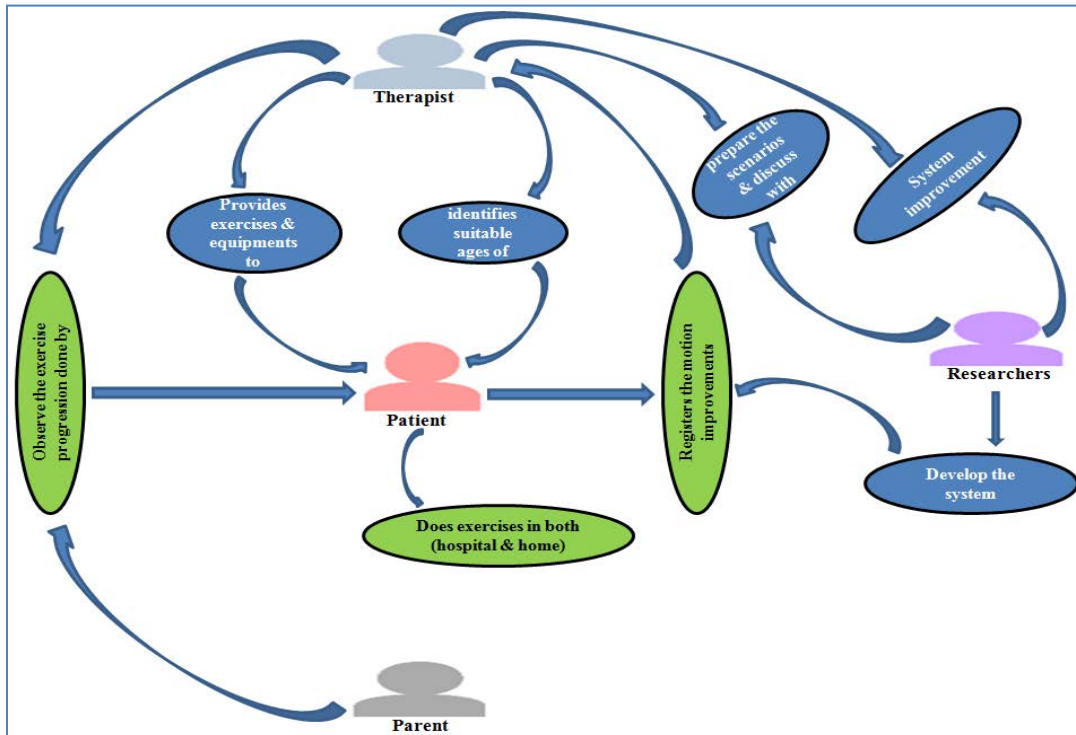 Therapist
prepare the
scenarios
& discuss
with
System
improvement
Provides
exercises &
equipments
to
identifies
suitable
ages of
Observe the exercise
progression done by
Patient
Registers the motion
improvements
Researchers
Develop the
system
Does exercises in both
(hospital & home)
Parent